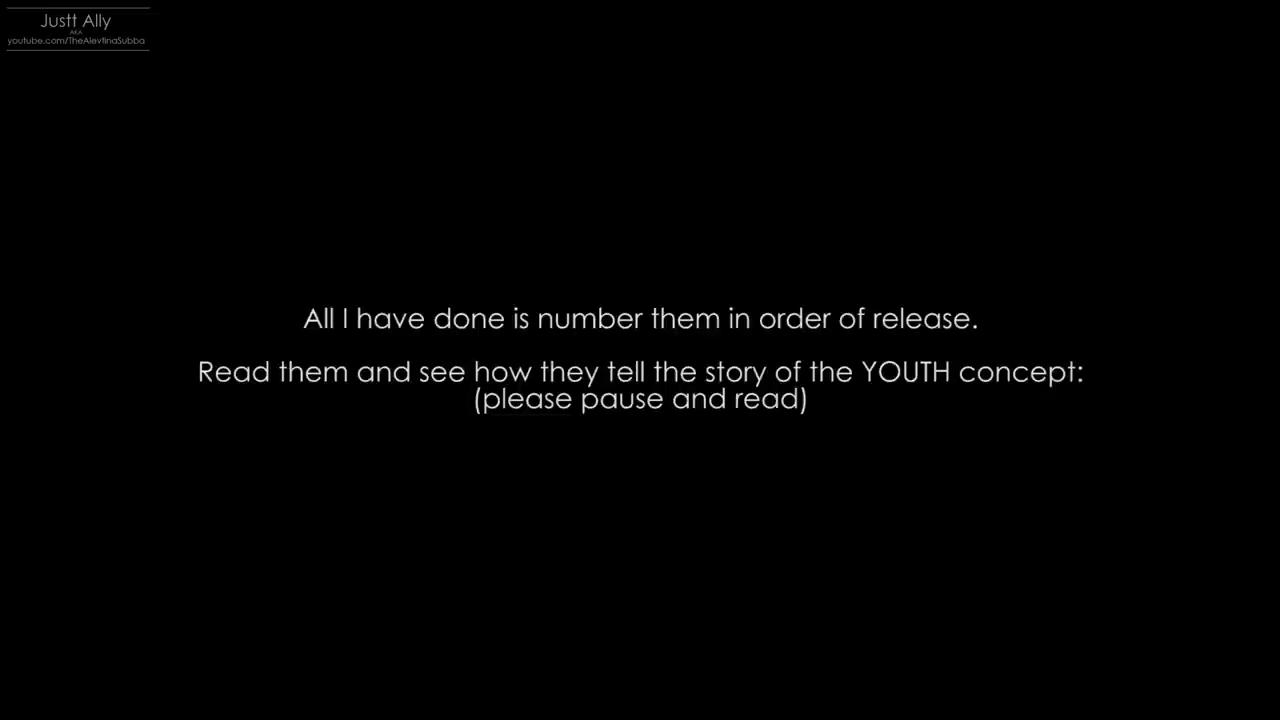 Justt Ally
AKA
youtube.com/TheAlevtinaSubba
All I have done is number them in order of release.
Read them and see how they tell the story of the YOUTH concept:
(please pause and read)